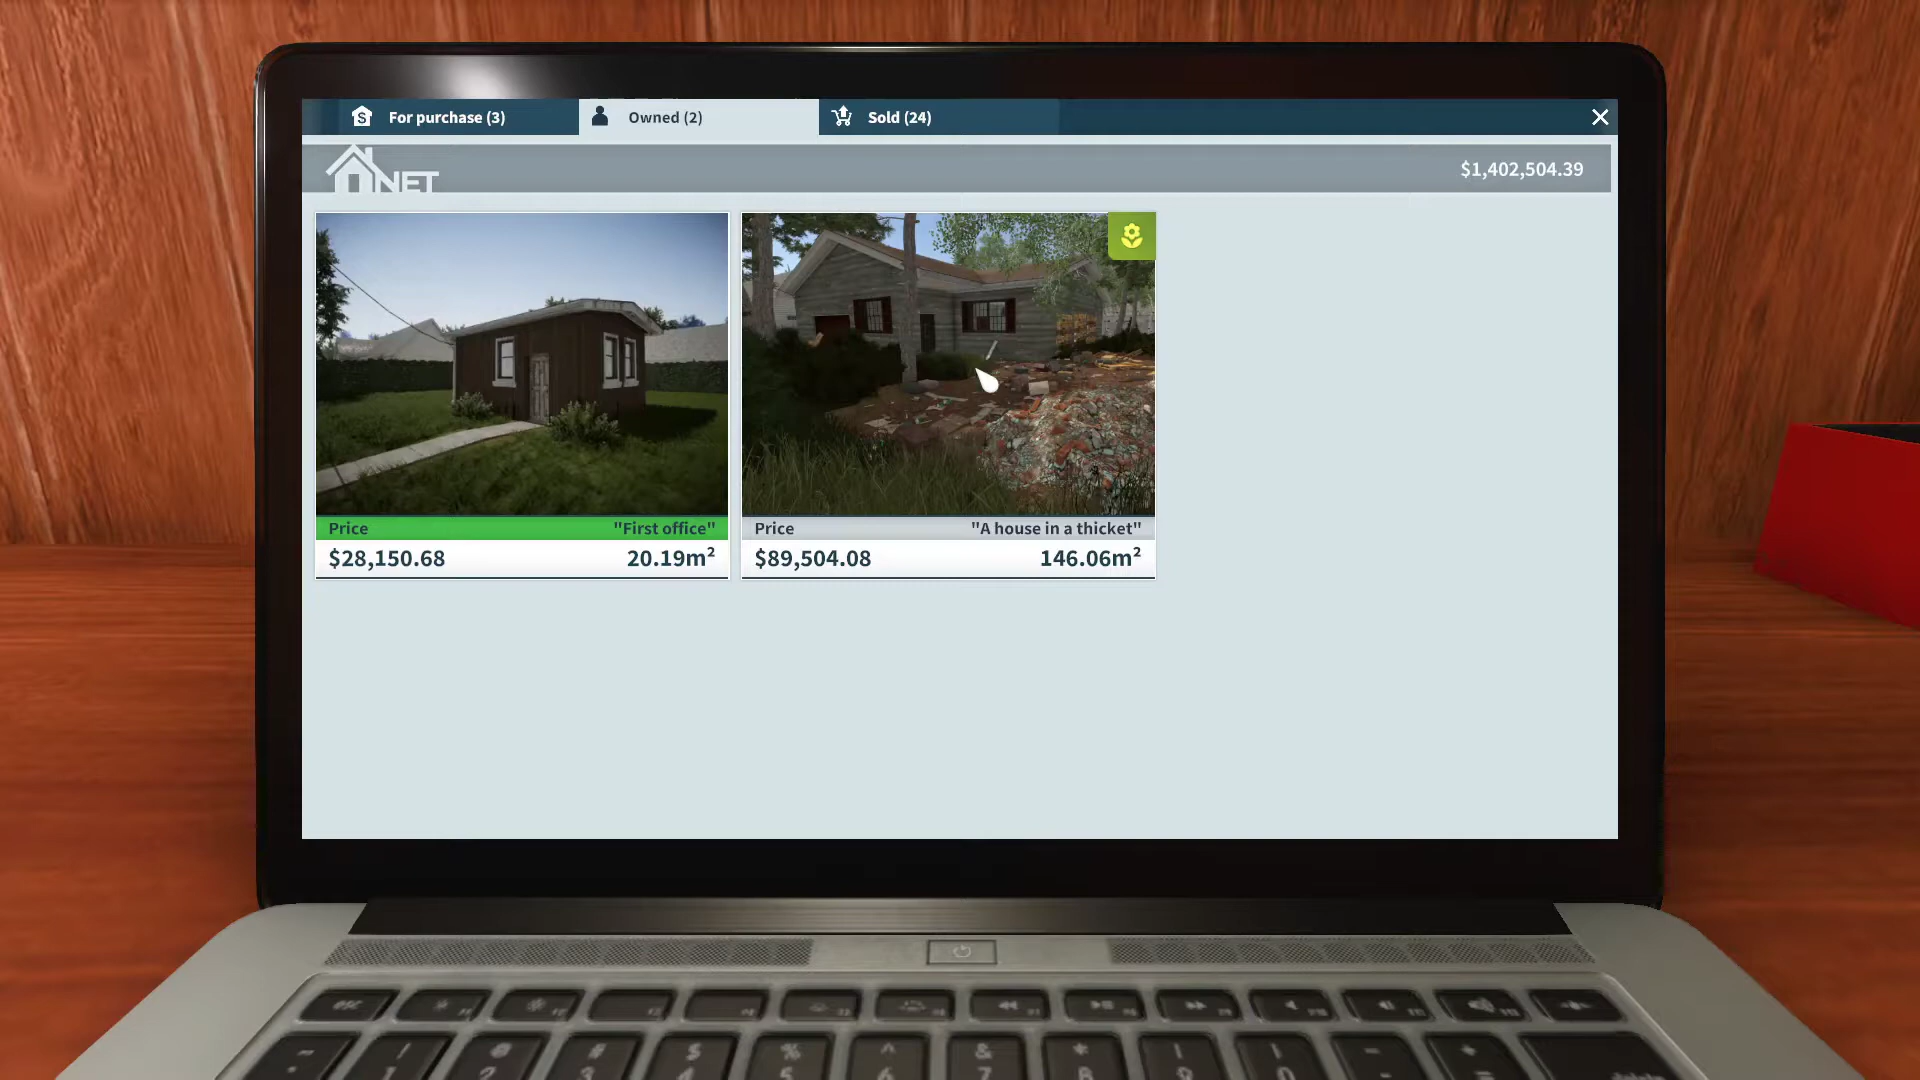 For purchase (3)
Owned (2)
Sold (24)
NET
$1,402,504.39
Price "First office"
$28,150.68 20.19m²
Price "A house in a thicket"
$89,504.08 146.06m²
esc